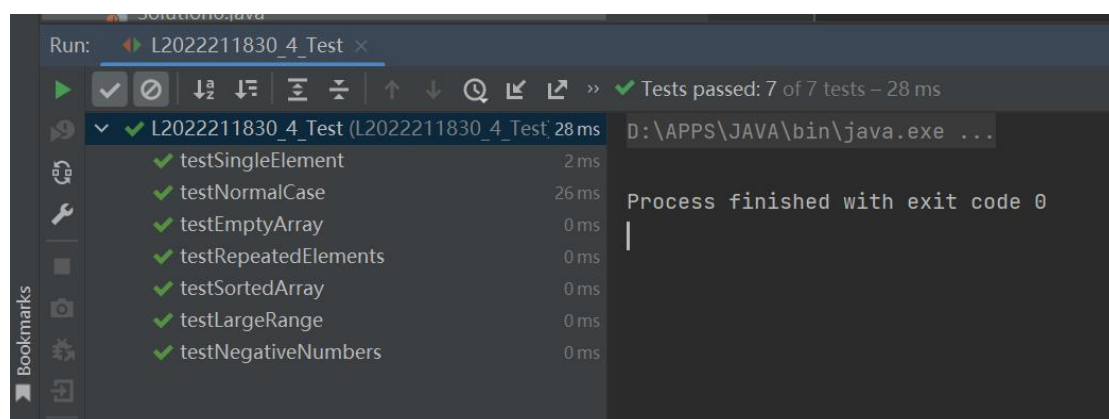 Solution6.java
Run: L2022211830_4_Test ×
Tests passed: 7 of 7 tests – 28 ms
L2022211830_4_Test (L2022211830_4_Test) 28 ms
testSingleElement 2 ms
testNormalCase 26 ms
testEmptyArray 0 ms
testRepeatedElements 0 ms
testSortedArray 0 ms
testLargeRange 0 ms
testNegativeNumbers 0 ms
D:\APPS\JAVA\bin\java.exe ...
Process finished with exit code 0
Bookmarks